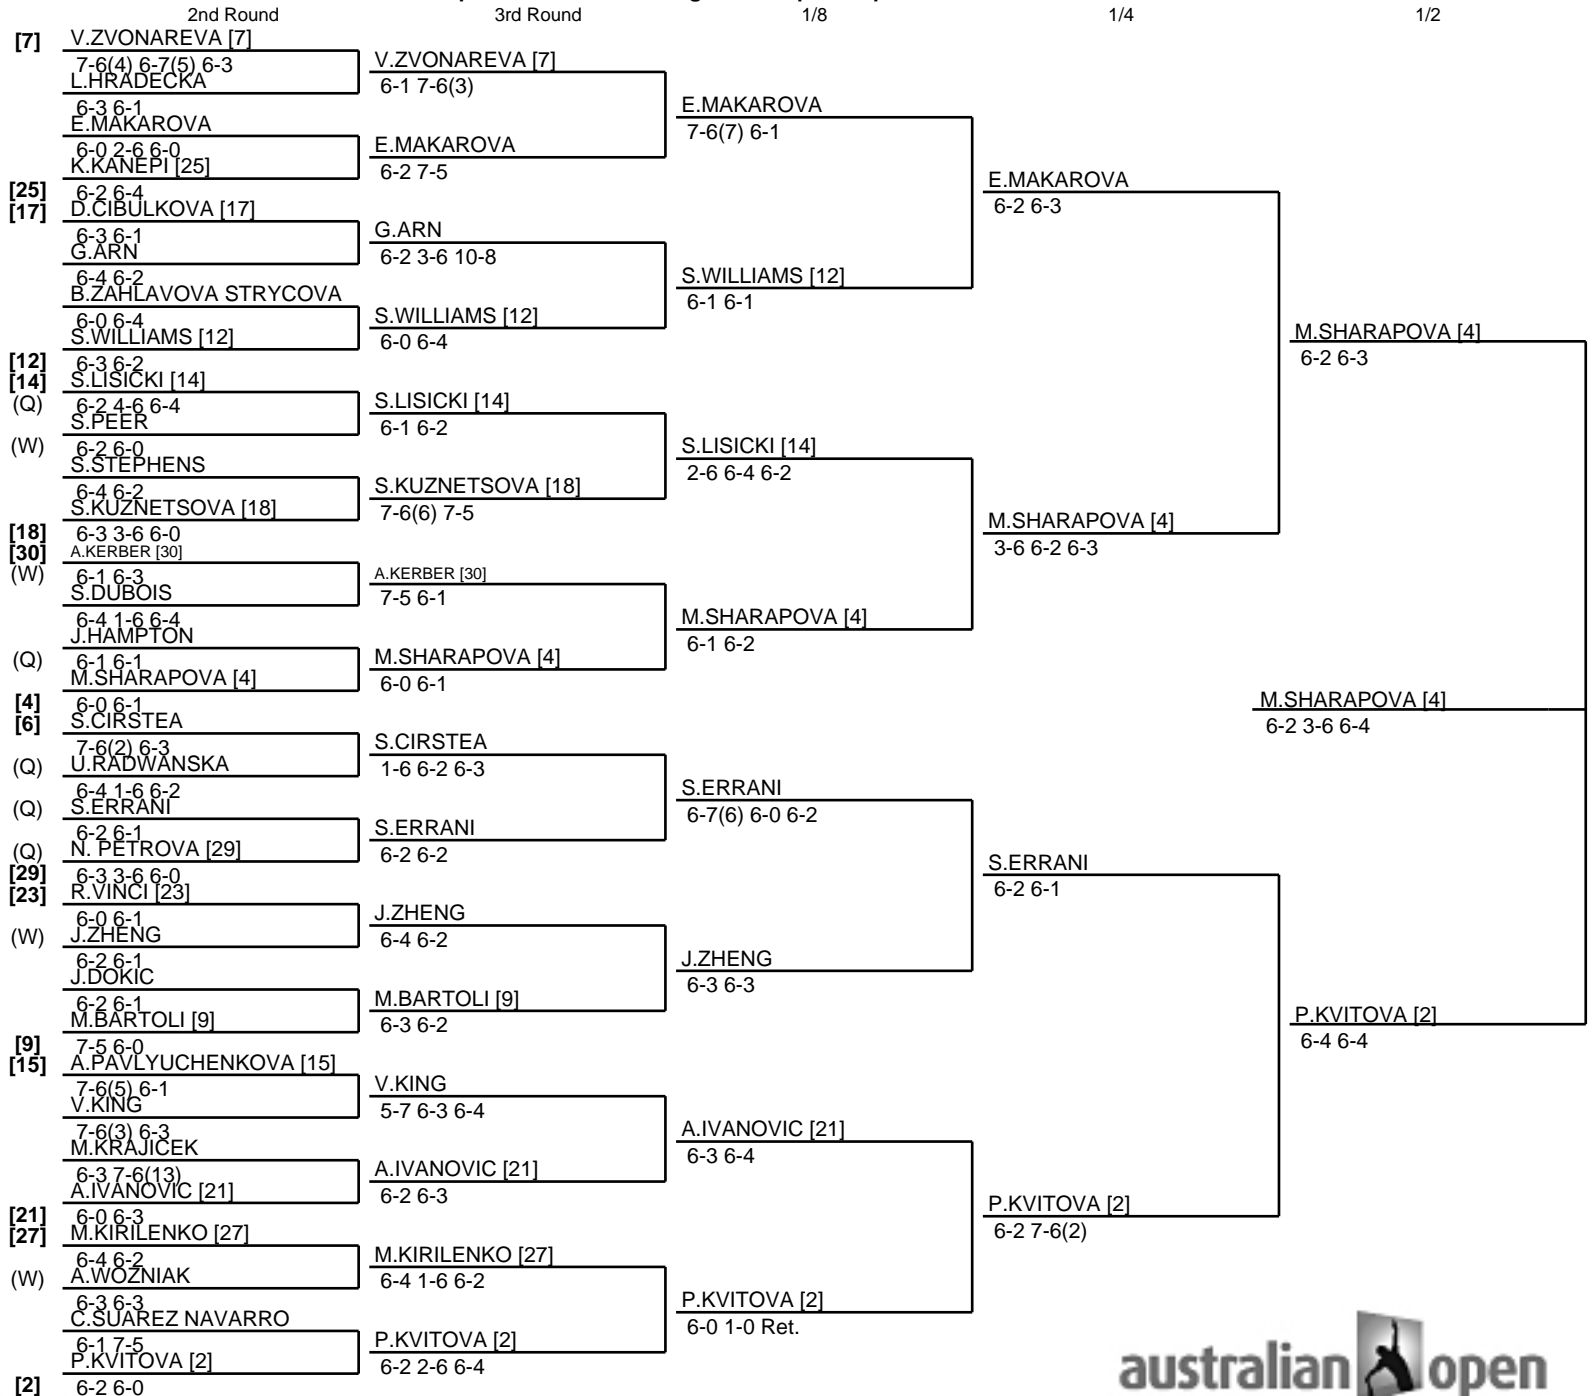 2nd Round 3rd Round 1/8 1/4 1/2
[7] V.ZVONAREVA [7]
7-6(4) 6-7(5) 6-3
L.HRADECKA
6-3 6-1
E.MAKAROVA
6-0 2-6 6-0
K.KANEPI [25]
[25] 6-2 6-4
[17] D.CIBULKOVA [17]
6-3 6-1
G.ARN
6-4 6-2
B.ZAHLAVOVA STRYCOVA
6-0 6-4
S.WILLIAMS [12]
[12] 6-3 6-2
[14] S.LISICKI [14]
(Q) 6-2 4-6 6-4
S.PEER
(W) 6-2 6-0
S.STEPHENS
6-4 6-2
S.KUZNETSOVA [18]
[18] 6-3 3-6 6-0
[30] A.KERBER [30]
(W) 6-1 6-3
S.DUBOIS
6-4 1-6 6-4
J.HAMPTON
(Q) 6-1 6-1
M.SHARAPOVA [4]
[4] 6-0 6-1
[6] S.CIRSTEA
7-6(2) 6-3
(Q) U.RADWANSKA
6-4 1-6 6-2
(Q) S.ERRANI
6-2 6-1
(Q) N. PETROVA [29]
[29] 6-3 3-6 6-0
[23] R.VINCI [23]
6-0 6-1
(W) J.ZHENG
6-2 6-1
J.DOKIC
6-2 6-1
M.BARTOLI [9]
[9] 7-5 6-0
[15] A.PAVLYUCHENKOVA [15]
7-6(5) 6-1
V.KING
7-6(3) 6-3
M.KRAJICEK
6-3 7-6(13)
A.IVANOVIC [21]
[21] 6-0 6-3
[27] M.KIRILENKO [27]
6-4 6-2
(W) A.WOZNIAK
6-3 6-3
C.SUAREZ NAVARRO
6-1 7-5
P.KVITOVA [2]
[2] 6-2 6-0
V.ZVONAREVA [7]
6-1 7-6(3)
E.MAKAROVA
6-2 7-5
G.ARN
6-2 3-6 10-8
S.WILLIAMS [12]
6-0 6-4
S.LISICKI [14]
6-1 6-2
S.KUZNETSOVA [18]
7-6(6) 7-5
A.KERBER [30]
7-5 6-1
M.SHARAPOVA [4]
6-0 6-1
S.CIRSTEA
1-6 6-2 6-3
S.ERRANI
6-2 6-2
J.ZHENG
6-4 6-2
M.BARTOLI [9]
6-3 6-2
V.KING
5-7 6-3 6-4
A.IVANOVIC [21]
6-2 6-3
M.KIRILENKO [27]
6-4 1-6 6-2
P.KVITOVA [2]
6-2 2-6 6-4
E.MAKAROVA
7-6(7) 6-1
S.WILLIAMS [12]
6-1 6-1
S.LISICKI [14]
2-6 6-4 6-2
M.SHARAPOVA [4]
6-1 6-2
S.ERRANI
6-7(6) 6-0 6-2
J.ZHENG
6-3 6-3
A.IVANOVIC [21]
6-3 6-4
P.KVITOVA [2]
6-0 1-0 Ret.
E.MAKAROVA
6-2 6-3
M.SHARAPOVA [4]
3-6 6-2 6-3
S.ERRANI
6-2 6-1
P.KVITOVA [2]
6-2 7-6(2)
M.SHARAPOVA [4]
6-2 6-3
P.KVITOVA [2]
6-4 6-4
M.SHARAPOVA [4]
6-2 3-6 6-4
australian open